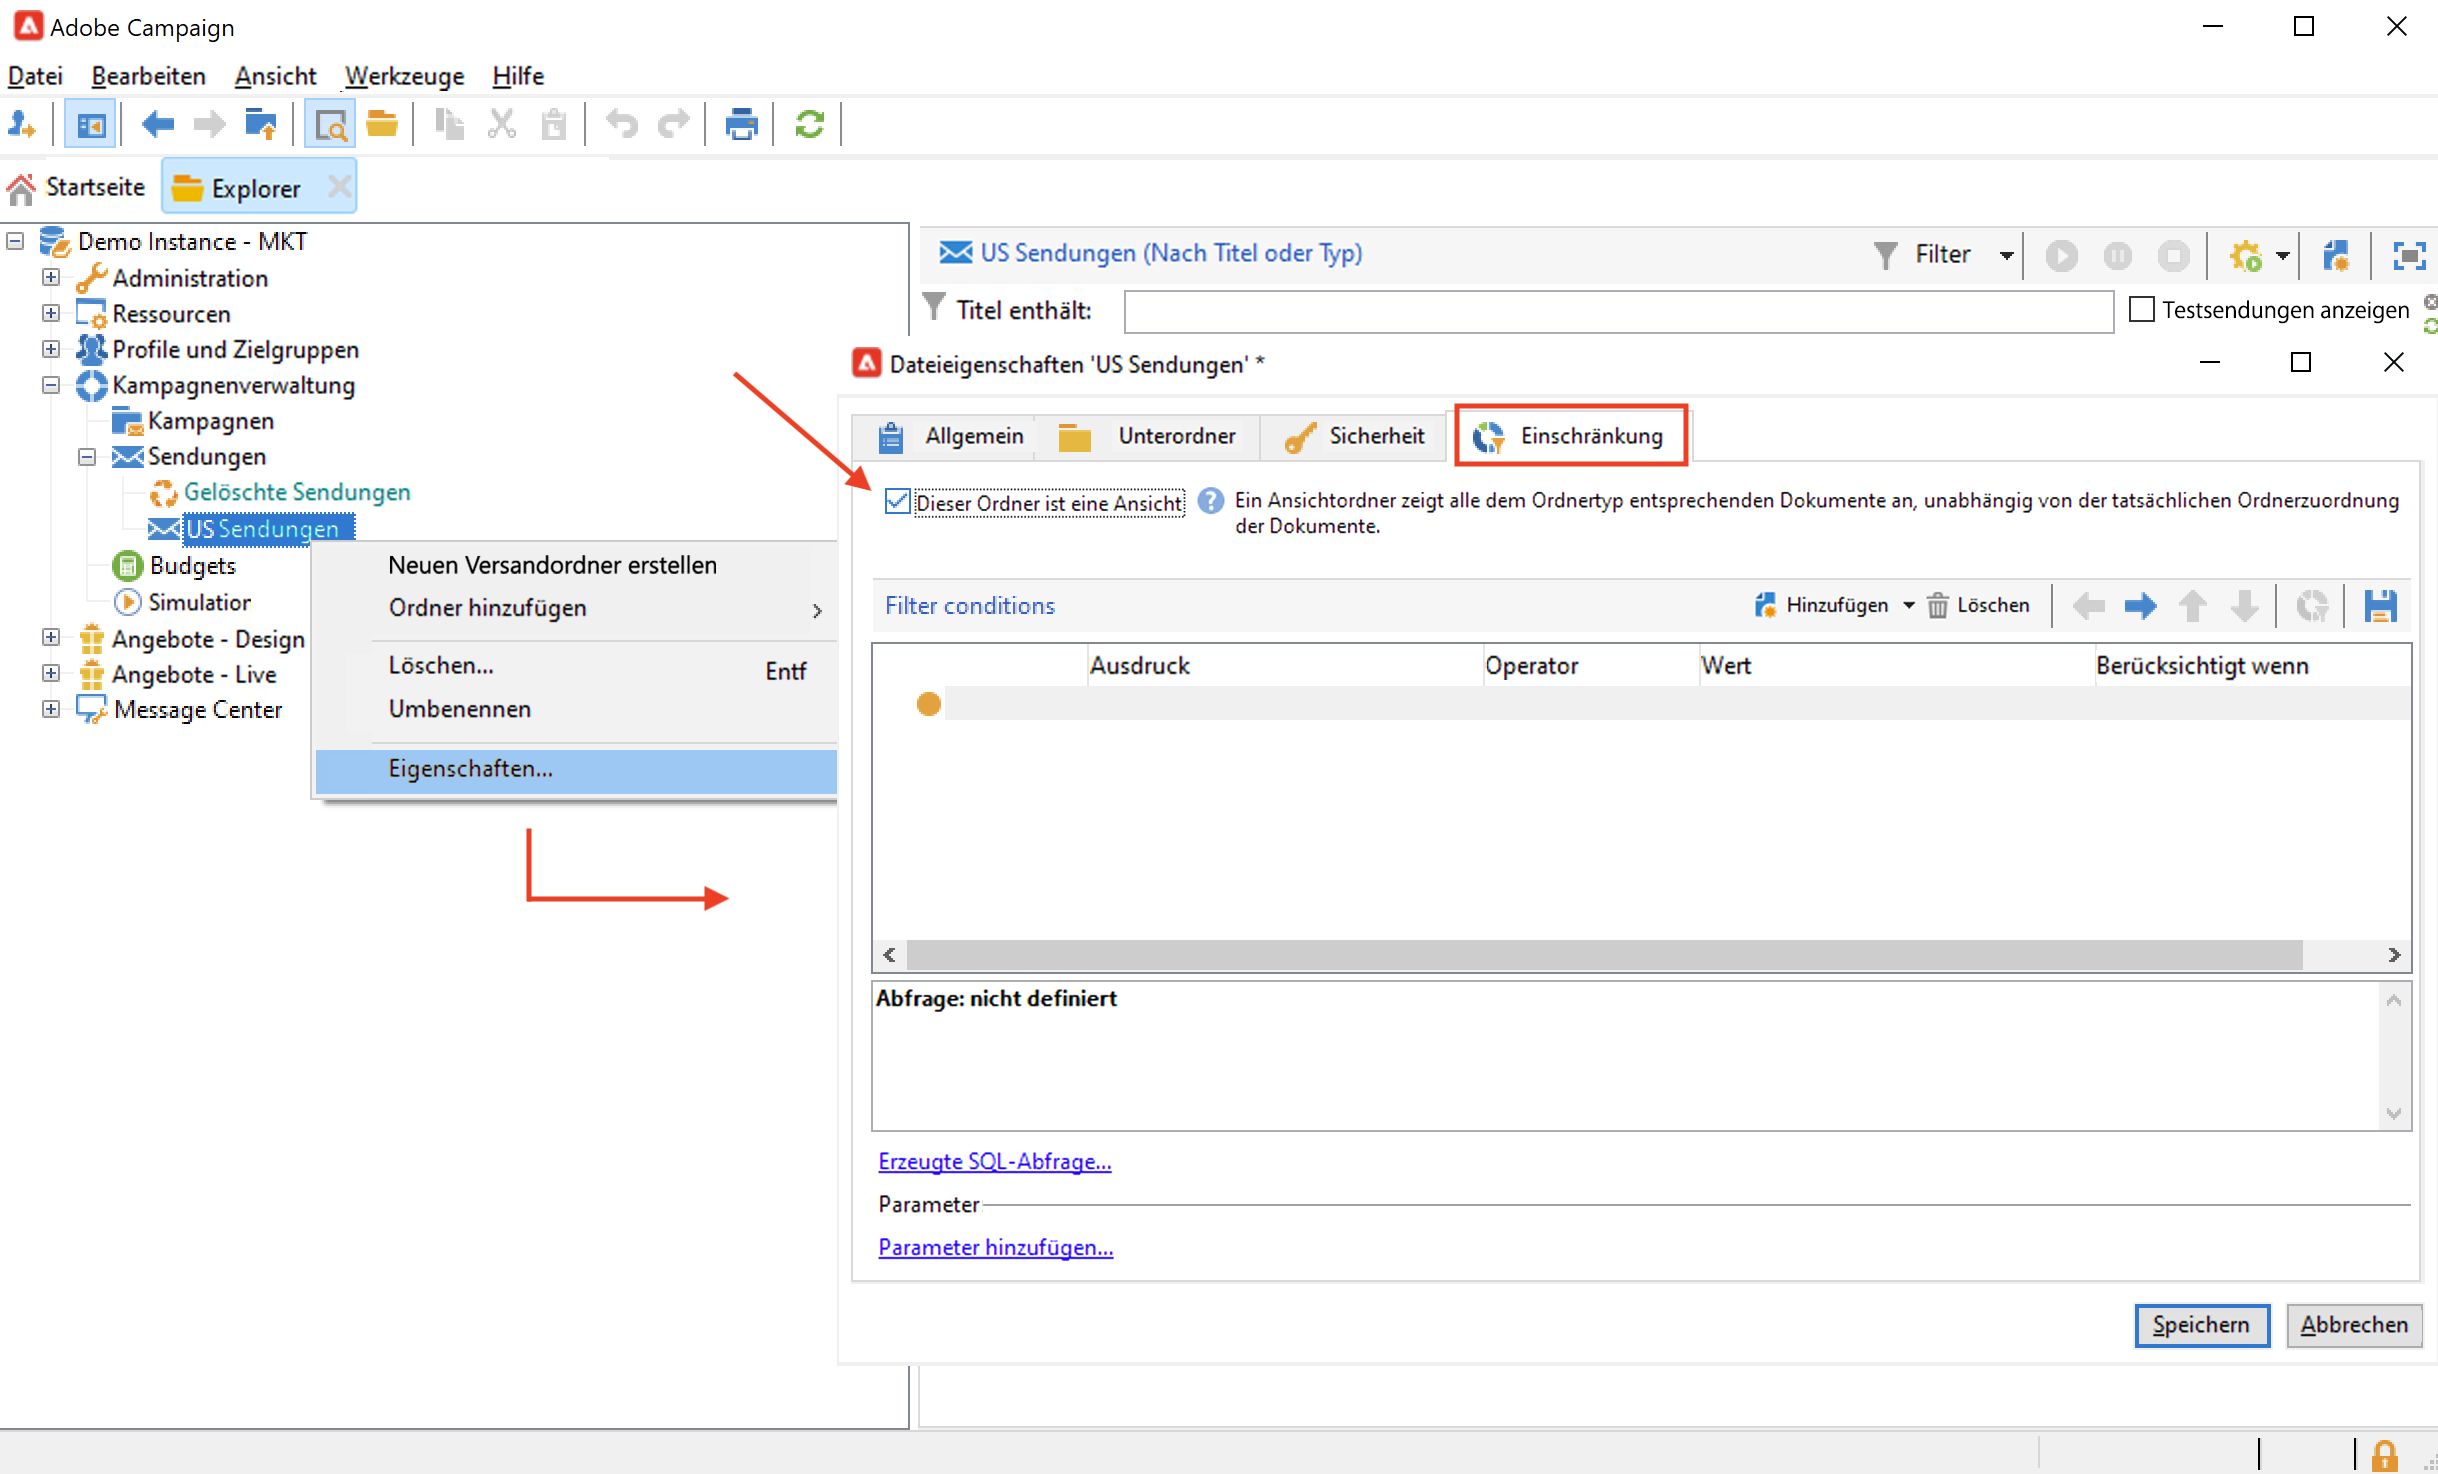 Adobe Campaign
Datei Bearbeiten Ansicht Werkzeuge Hilfe
Startseite Explorer
Demo Instance - MKT
Administration
Ressourcen
Profile und Zielgruppen
Kampagnenverwaltung
Kampagnen
Sendungen
Gelöschte Sendungen
US Sendungen
Budgets
Simulation
Angebote - Design
Angebote - Live
Message Center
Neuen Versandordner erstellen
Ordner hinzufügen
Löschen... Entf
Umbenennen
Eigenschaften...
US Sendungen (Nach Titel oder Typ) Filter
Titel enthält: Testsendungen anzeigen
Dateieigenschaften 'US Sendungen' *
Allgemein Unterordner Sicherheit Einschränkung
Dieser Ordner ist eine Ansicht Ein Ansichtordner zeigt alle dem Ordnertyp entsprechenden Dokumente an, unabhängig von der tatsächlichen Ordnerzuordnung
der Dokumente.
Filter conditions Hinzufügen Löschen
Ausdruck Operator Wert Berücksichtigt wenn
Abfrage: nicht definiert
Erzeugte SQL-Abfrage...
Parameter
Parameter hinzufügen...
Speichern Abbrechen